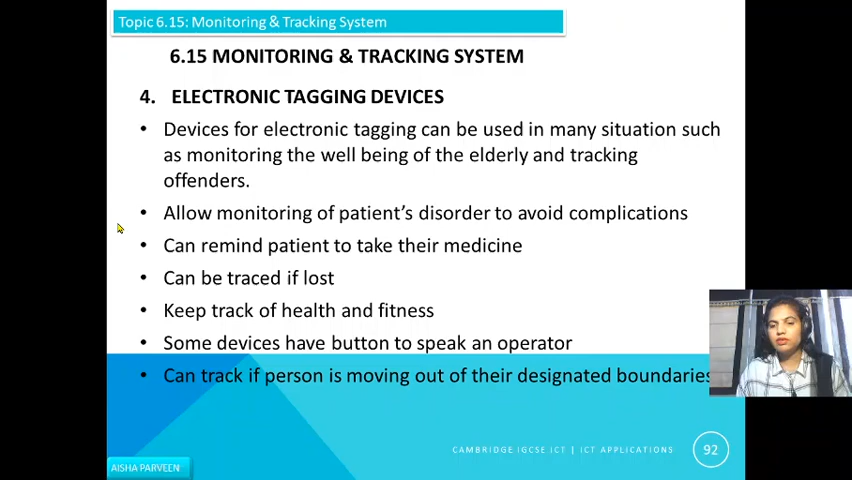 Topic 6.15: Monitoring & Tracking System
6.15 MONITORING & TRACKING SYSTEM
4. ELECTRONIC TAGGING DEVICES
• Devices for electronic tagging can be used in many situation such
as monitoring the well being of the elderly and tracking
offenders.
• Allow monitoring of patient's disorder to avoid complications
• Can remind patient to take their medicine
• Can be traced if lost
• Keep track of health and fitness
• Some devices have button to speak an operator
• Can track if person is moving out of their designated boundaries
CAMBRIDGE IGCSE ICT | ICT APPLICATIONS
92
AISHA PARVEEN